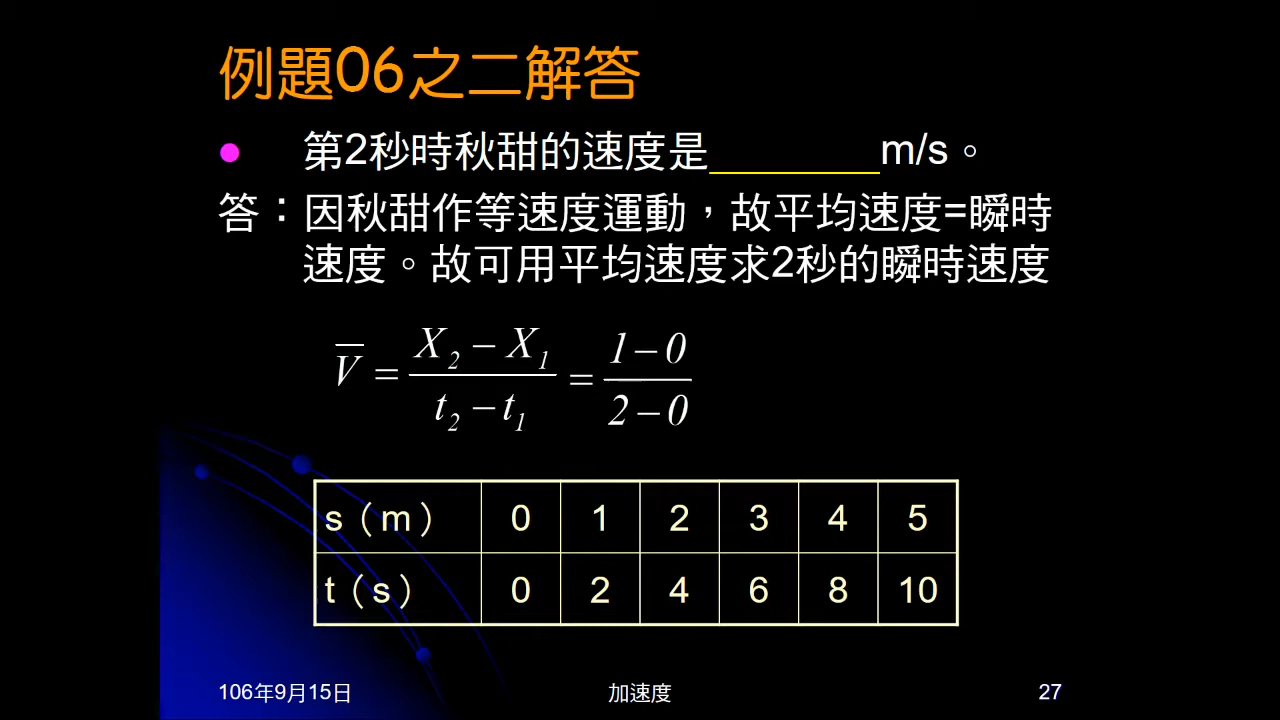 例題06之二解答
● 第2秒時秋甜的速度是________m/s。
答：因秋甜作等速度運動，故平均速度=瞬時
速度。故可用平均速度求2秒的瞬時速度
V̅ = (X₂ − X₁)/(t₂ − t₁) = (1 − 0)/(2 − 0)
s（m） 0 1 2 3 4 5
t（s） 0 2 4 6 8 10
106年9月15日 加速度 27